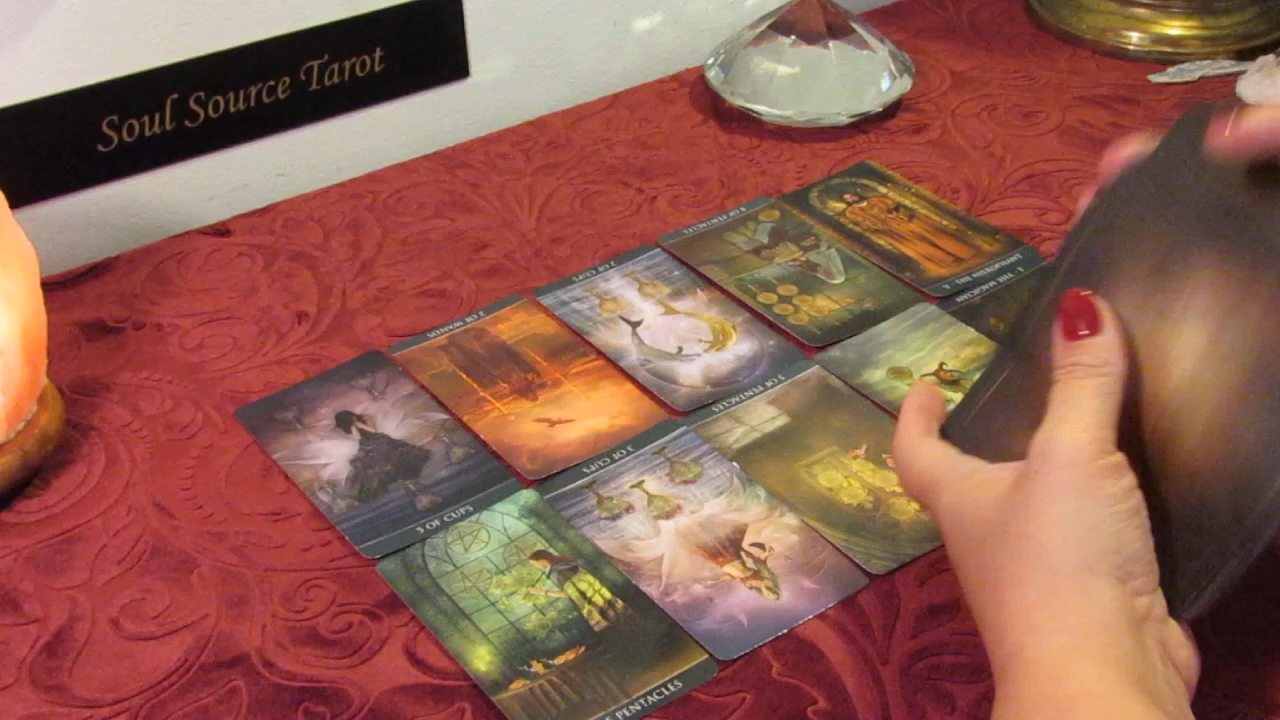 Soul Source Tarot
8 OF PENTACLES
V · THE HIEROPHANT
I · THE MAGICIAN
2 OF CUPS
2 OF WANDS
5 OF PENTACLES
3 OF CUPS
5 OF CUPS
PENTACLES